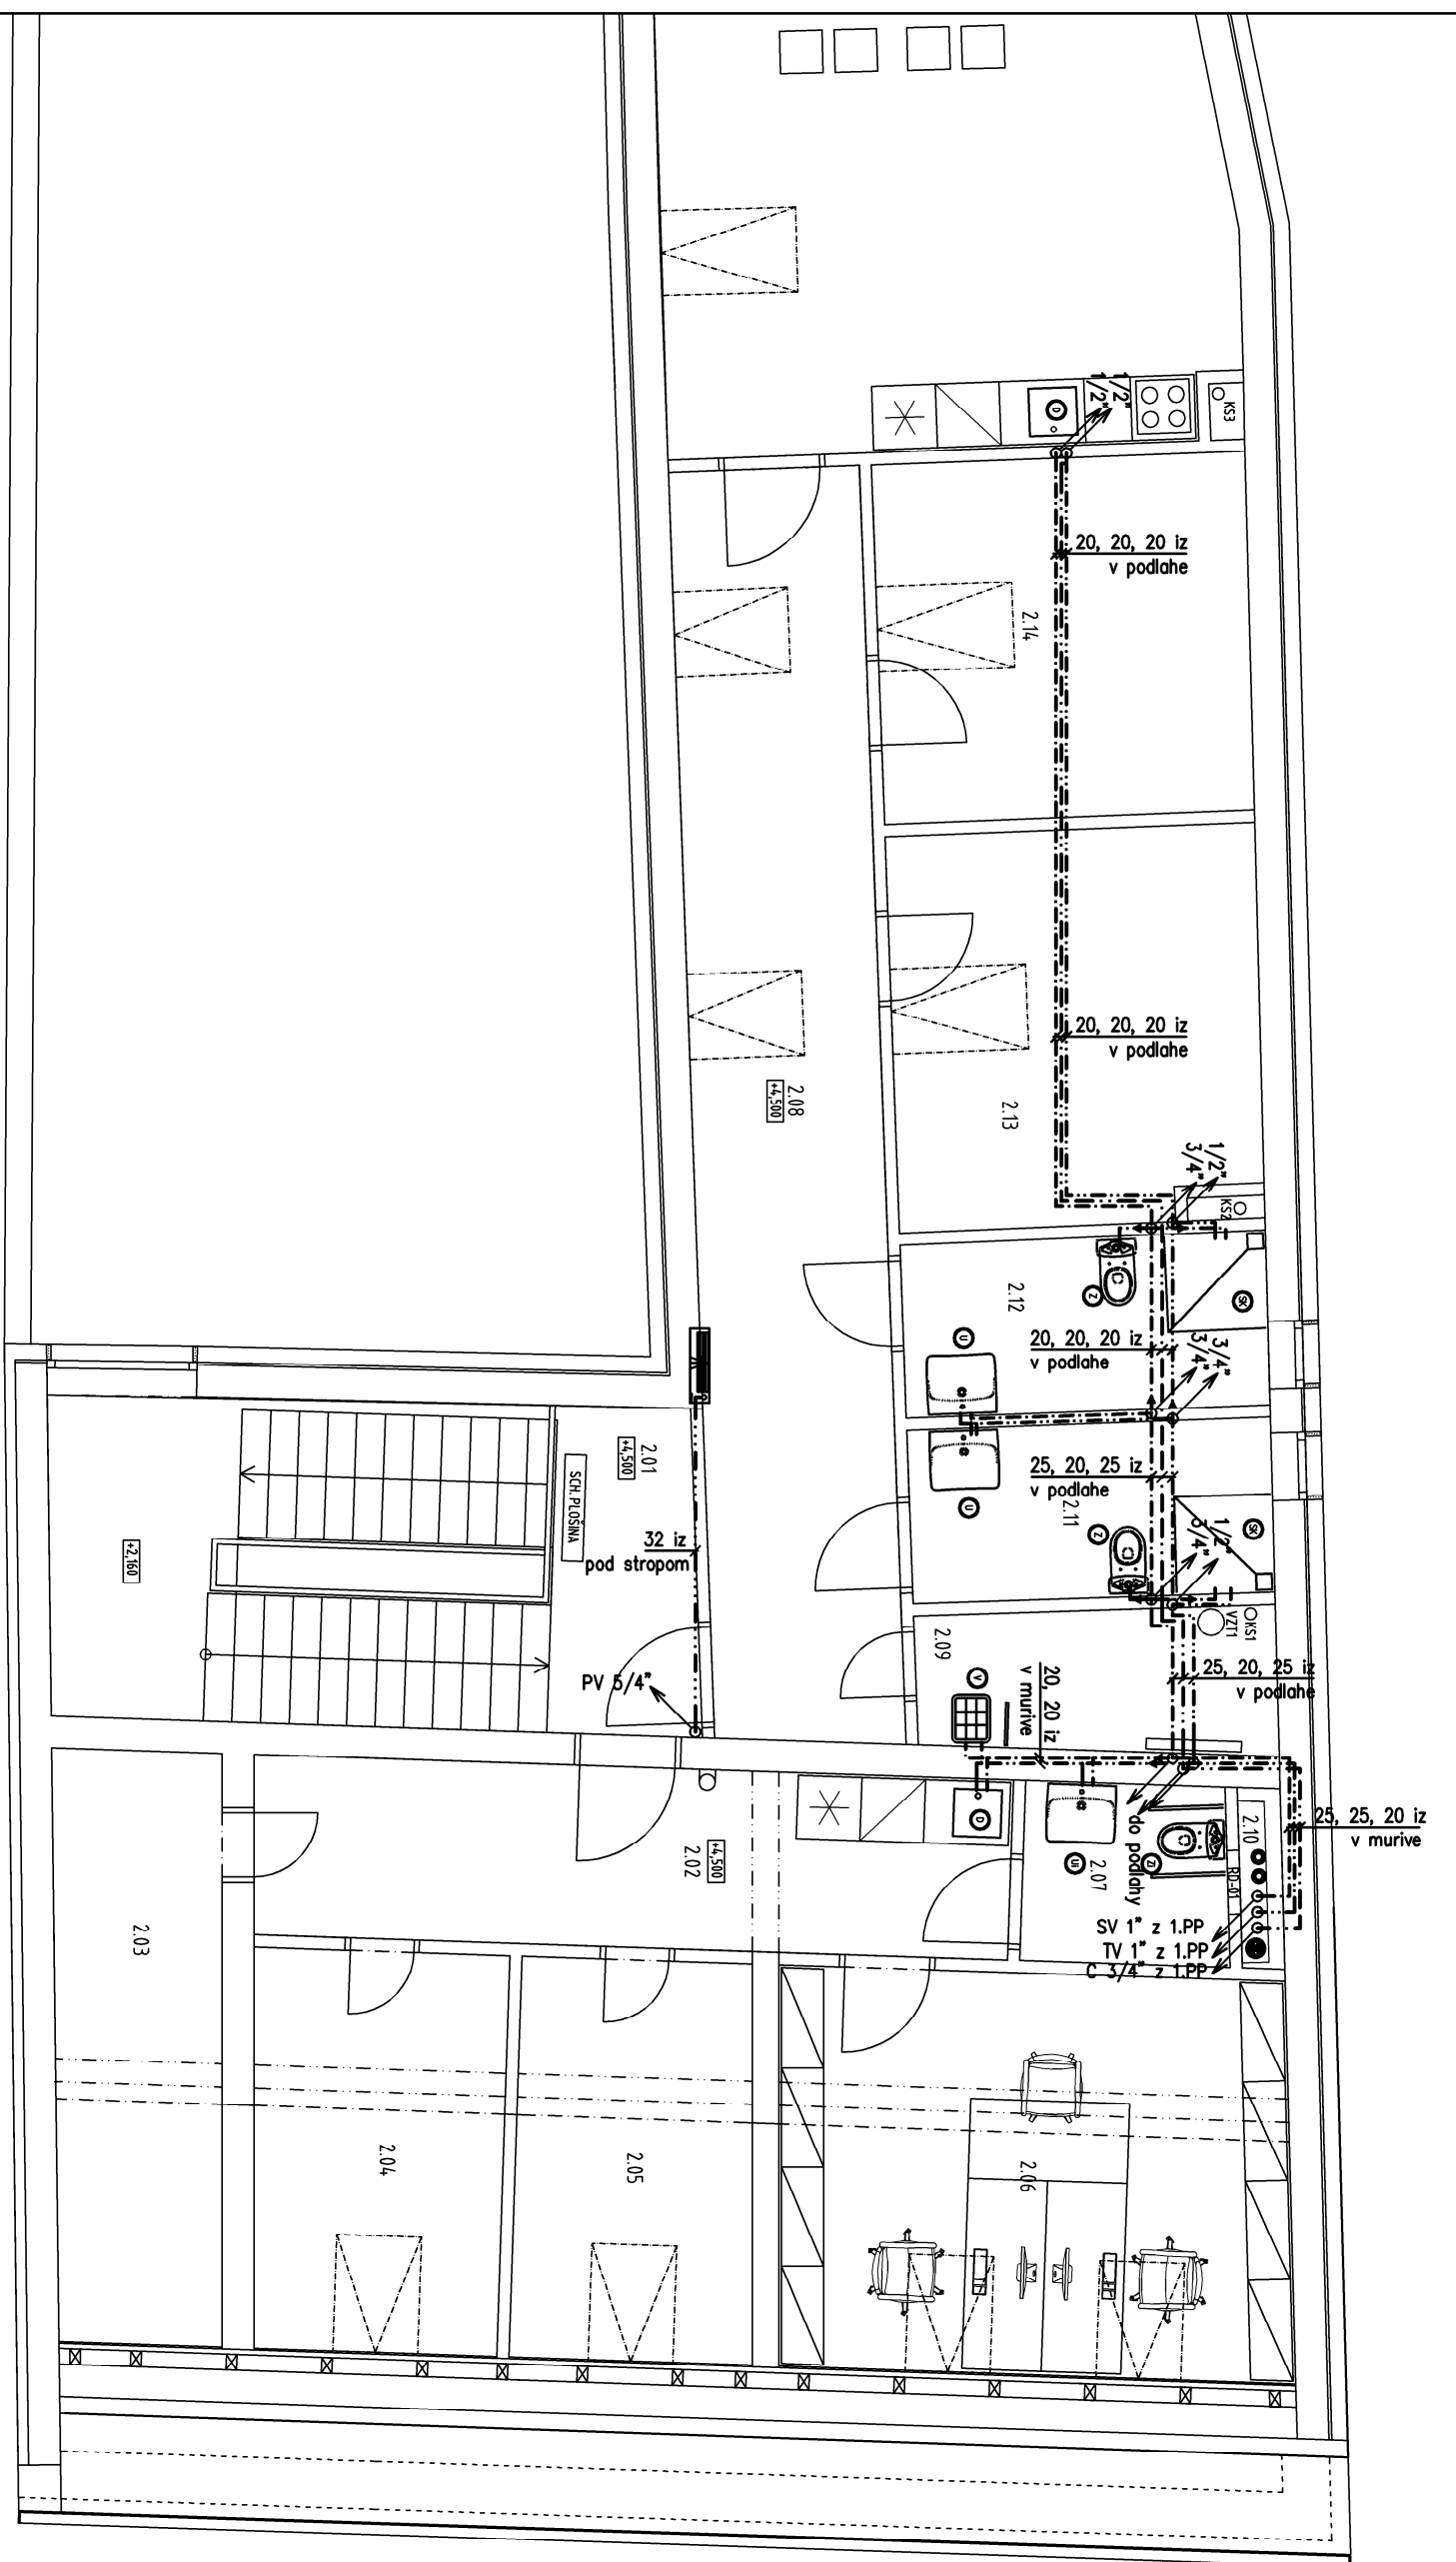 KS3
1/2"
1/2"
D
20, 20, 20 iz
v podlahe
2.14
20, 20, 20 iz
v podlahe
2.08
+4,500
2.13
1/2"
3/4"
KS2
2.12
Z
SK
U
20, 20, 20 iz
v podlahe
3/4"
3/4"
25, 20, 25 iz
v podlahe
2.11
U
Z
SK
1/2"
3/4"
2.01
+4,500
SCH.PLOŠINA
+2,160
32 iz
pod stropom
PV 5/4"
2.09
V
20, 20 iz
v murive
KS1
VZT1
25, 20, 25 iz
v podlahe
25, 25, 20 iz
v murive
do podlahy
2.10
RD-01
D
2.07
+4,500
2.02
SV 1" z 1.PP
TV 1" z 1.PP
C 3/4" z 1.PP
2.03
2.04
2.05
2.06